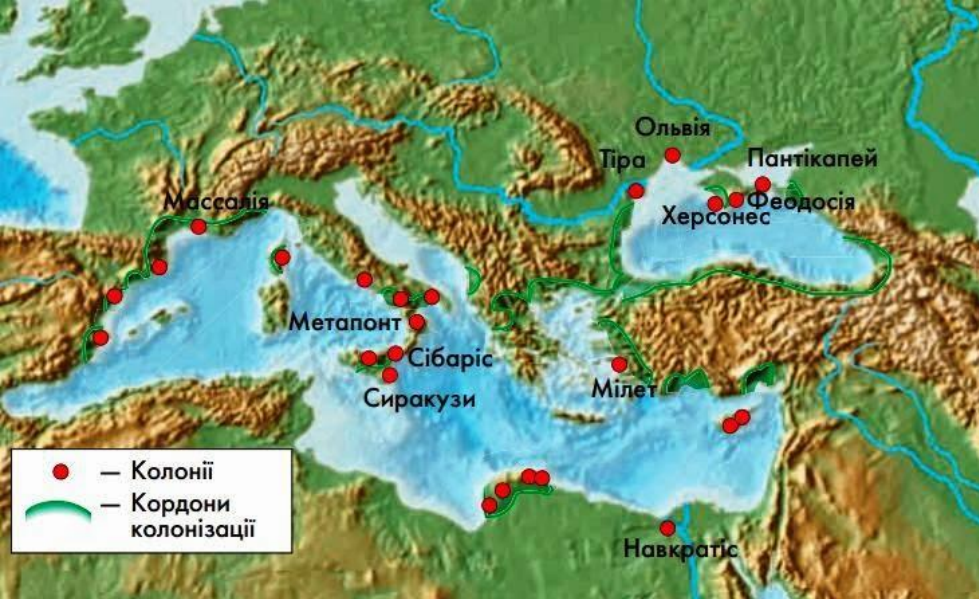 Ольвія
Тіра
Пантікапей
Феодосія
Херсонес
Массалія
Метапонт
Сібаріс
Сиракузи
Мілет
Навкратіс
— Колонії
— Кордони
колонізації